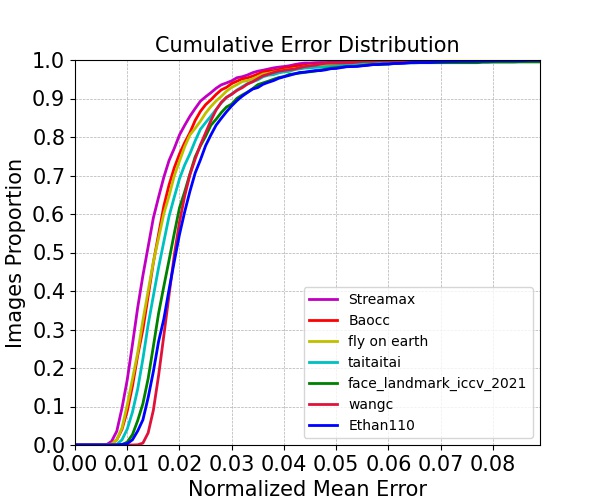 Cumulative Error Distribution
Images Proportion
1.0
0.9
0.8
0.7
0.6
0.5
0.4
0.3
0.2
0.1
0.0
Streamax
Baocc
fly on earth
taitaitai
face_landmark_iccv_2021
wangc
Ethan110
0.00 0.01 0.02 0.03 0.04 0.05 0.06 0.07 0.08
Normalized Mean Error